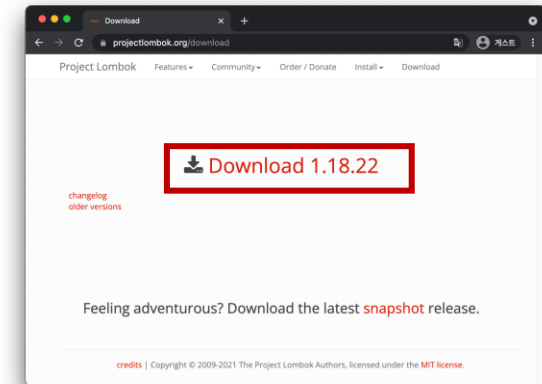 Download
projectlombok.org/download
게스트
Project Lombok Features Community Order / Donate Install Download
Download 1.18.22
changelog
older versions
Feeling adventurous? Download the latest snapshot release.
credits | Copyright © 2009-2021 The Project Lombok Authors, licensed under the MIT license.